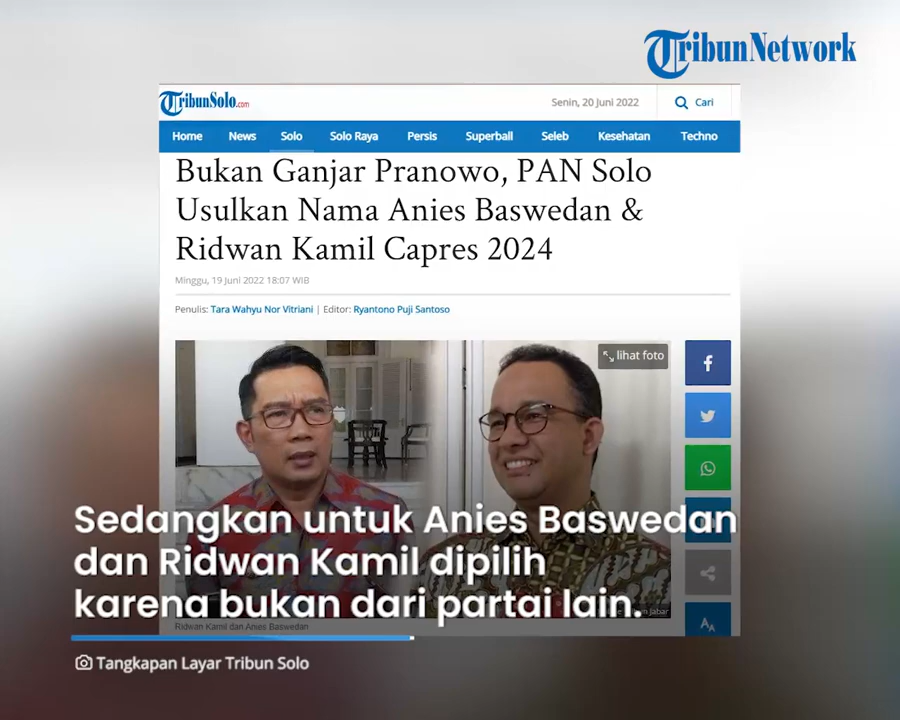 TribunNetwork
TribunSolo.com
Senin, 20 Juni 2022
Cari
Home News Solo Solo Raya Persis Superball Seleb Kesehatan Techno
Bukan Ganjar Pranowo, PAN Solo
Usulkan Nama Anies Baswedan &
Ridwan Kamil Capres 2024
Minggu, 19 Juni 2022 18:07 WIB
Penulis: Tara Wahyu Nor Vitriani | Editor: Ryantono Puji Santoso
lihat foto
Sedangkan untuk Anies Baswedan
dan Ridwan Kamil dipilih
karena bukan dari partai lain.
Jabar
Ridwan Kamil dan Anies Baswedan
AA
Tangkapan Layar Tribun Solo